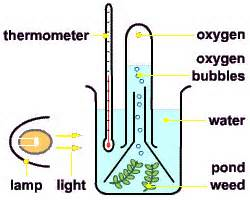 thermometer
oxygen
oxygen
bubbles
water
lamp
light
pond
weed